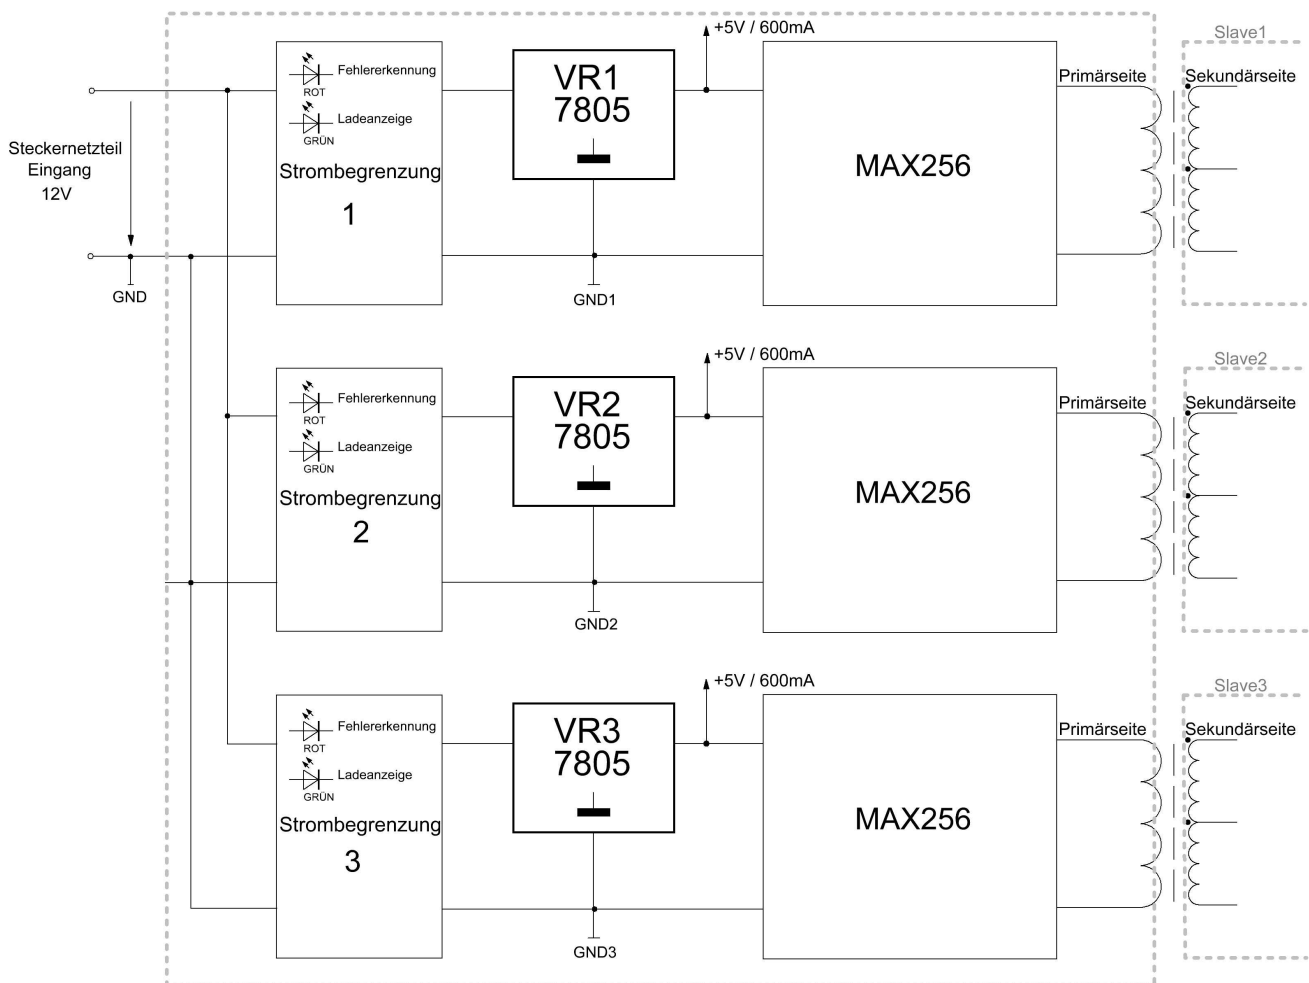 Slave1
+5V / 600mA
Fehlererkennung
ROT
Ladeanzeige
GRÜN
Strombegrenzung
1
VR1
7805
MAX256
Primärseite
Sekundärseite
Steckernetzteil
Eingang
12V
GND
GND1
Slave2
+5V / 600mA
Fehlererkennung
ROT
Ladeanzeige
GRÜN
Strombegrenzung
2
VR2
7805
MAX256
Primärseite
Sekundärseite
GND2
Slave3
+5V / 600mA
Fehlererkennung
ROT
Ladeanzeige
GRÜN
Strombegrenzung
3
VR3
7805
MAX256
Primärseite
Sekundärseite
GND3